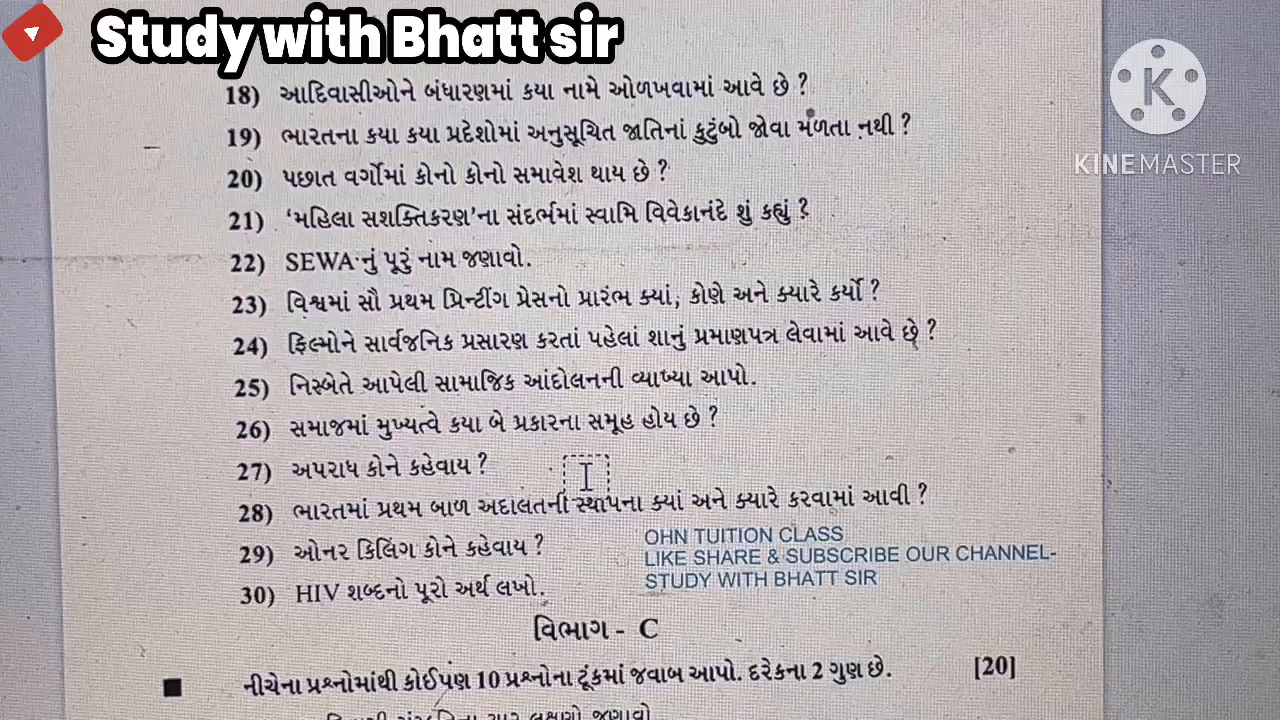 Study with Bhatt sir
K
KINEMASTER
18) આદિવાસીઓને બંધારણમાં કયા નામે ઓળખવામાં આવે છે ?
19) ભારતના કયા કયા પ્રદેશોમાં અનુસૂચિત જાતિનાં કુટુંબો જોવા મળતા નથી ?
20) પછાત વર્ગોમાં કોનો કોનો સમાવેશ થાય છે ?
21) ‘મહિલા સશક્તિકરણ’ના સંદર્ભમાં સ્વામિ વિવેકાનંદે શું કહ્યું ?
22) SEWA નું પૂરું નામ જણાવો.
23) વિશ્વમાં સૌ પ્રથમ પ્રિન્ટીંગ પ્રેસનો પ્રારંભ ક્યાં, કોણે અને ક્યારે કર્યો ?
24) ફિલ્મોને સાર્વજનિક પ્રસારણ કરતાં પહેલાં શાનું પ્રમાણપત્ર લેવામાં આવે છે ?
25) નિસ્બેતે આપેલી સામાજિક આંદોલનની વ્યાખ્યા આપો.
26) સમાજમાં મુખ્યત્વે કયા બે પ્રકારના સમૂહ હોય છે ?
27) અપરાધ કોને કહેવાય ?
28) ભારતમાં પ્રથમ બાળ અદાલતની સ્થાપના ક્યાં અને ક્યારે કરવામાં આવી ?
29) ઓનર કિલિંગ કોને કહેવાય ?
30) HIV શબ્દનો પૂરો અર્થ લખો.
OHN TUITION CLASS
LIKE SHARE & SUBSCRIBE OUR CHANNEL-
STUDY WITH BHATT SIR
વિભાગ - C
નીચેના પ્રશ્નોમાંથી કોઈપણ 10 પ્રશ્નોના ટૂંકમાં જવાબ આપો. દરેકના 2 ગુણ છે. [20]